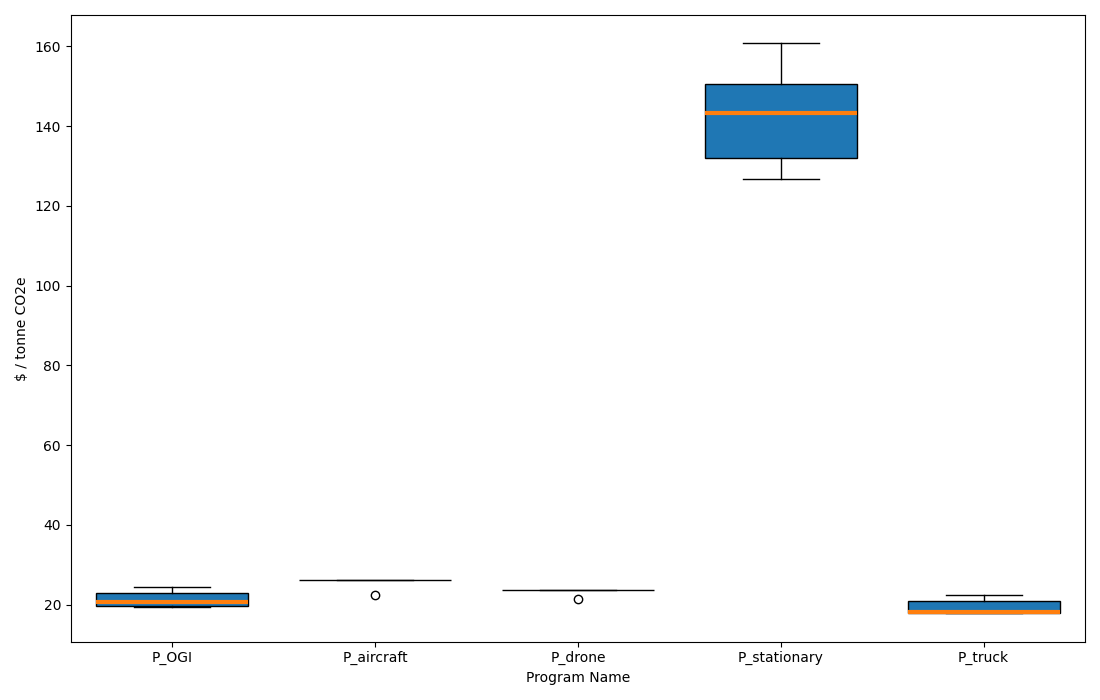 160
140
120
100
80
60
40
20
$ / tonne CO2e
P_OGI
P_aircraft
P_drone
P_stationary
P_truck
Program Name